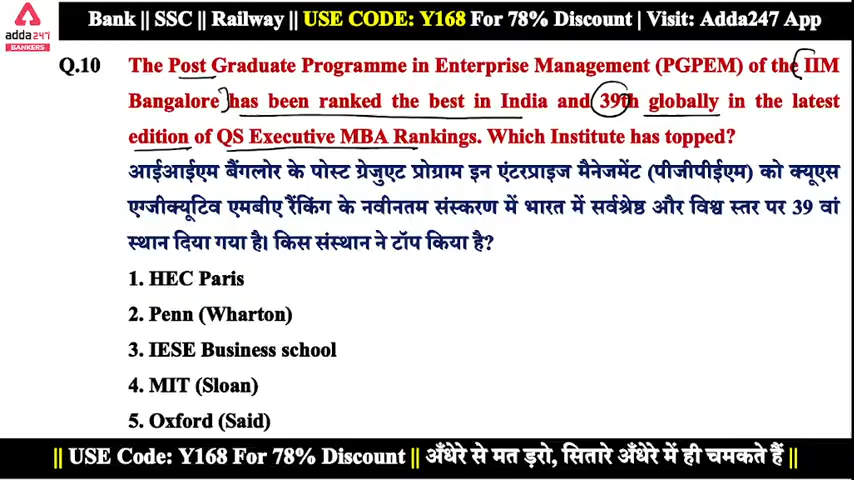 Bank || SSC || Railway || USE CODE: Y168 For 78% Discount | Visit: Adda247 App
adda247
BANKERS
Q.10 The Post Graduate Programme in Enterprise Management (PGPEM) of the IIM
Bangalore has been ranked the best in India and 39th globally in the latest
edition of QS Executive MBA Rankings. Which Institute has topped?
आईआईएम बैंगलोर के पोस्ट ग्रेजुएट प्रोग्राम इन एंटरप्राइज मैनेजमेंट (पीजीपीईएम) को क्यूएस
एग्जीक्यूटिव एमबीए रैंकिंग के नवीनतम संस्करण में भारत में सर्वश्रेष्ठ और विश्व स्तर पर 39 वां
स्थान दिया गया है। किस संस्थान ने टॉप किया है?
1. HEC Paris
2. Penn (Wharton)
3. IESE Business school
4. MIT (Sloan)
5. Oxford (Said)
|| USE Code: Y168 For 78% Discount || अँधेरे से मत डरो, सितारे अँधेरे में ही चमकते हैं ||